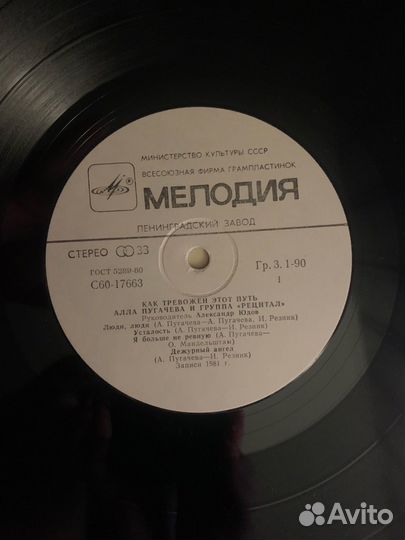 МИНИСТЕРСТВО КУЛЬТУРЫ СССР
ВСЕСОЮЗНАЯ ФИРМА ГРАМПЛАСТИНОК
МЕЛОДИЯ
ЛЕНИНГРАДСКИЙ ЗАВОД
СТЕРЕО 33
ГОСТ 5289-80
С60-17663
Гр. 3. 1-90
1
КАК ТРЕВОЖЕН ЭТОТ ПУТЬ
АЛЛА ПУГАЧЕВА И ГРУППА «РЕЦИТАЛ»
Руководитель Александр Юдов
Люди, люди (А. Пугачева—А. Пугачева, И. Резник)
Усталость (А. Пугачева—И. Резник)
Я больше не ревную (А. Пугачева—
О. Мандельштам)
Дежурный ангел
(А. Пугачева—И. Резник)
Запись 1981 г.
Avito